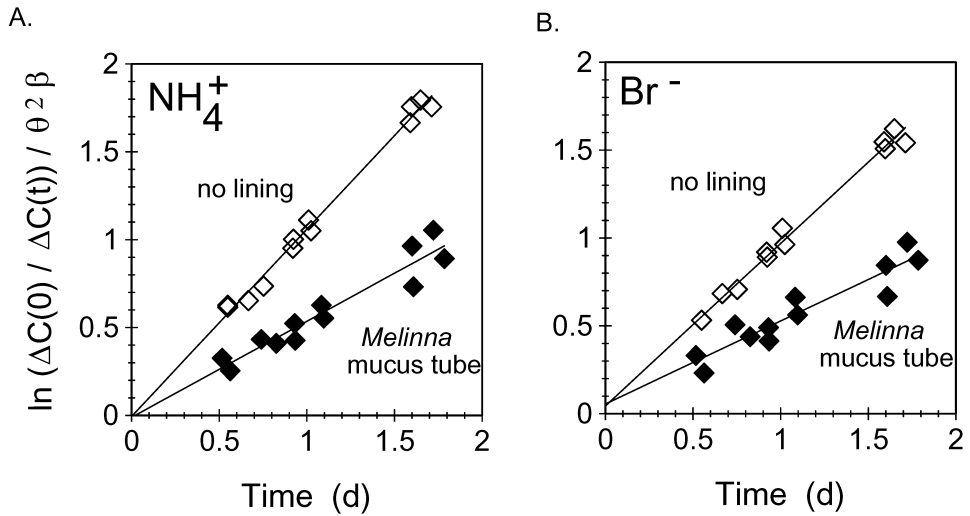 A.
NH₄⁺
no lining
Melinna
mucus tube
ln (ΔC(0) / ΔC(t)) / θ² β
2
1.5
1
0.5
0
0 0.5 1 1.5 2
Time (d)
B.
Br⁻
no lining
Melinna
mucus tube
2
1.5
1
0.5
0
0 0.5 1 1.5 2
Time (d)